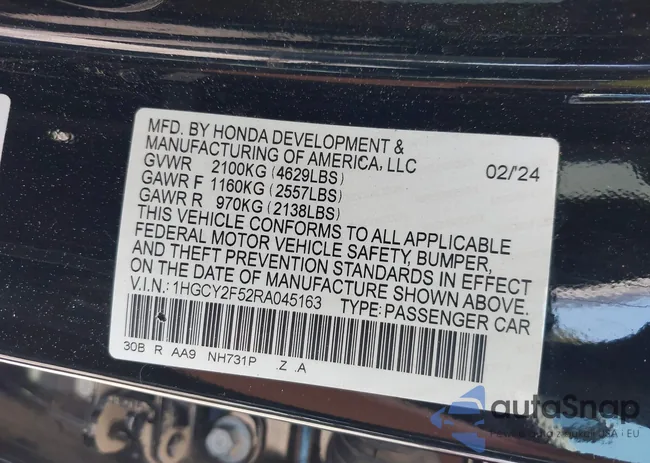 MFD. BY HONDA DEVELOPMENT &
MANUFACTURING OF AMERICA, LLC
02/'24
GVWR 2100KG (4629LBS)
GAWR F 1160KG (2557LBS)
GAWR R 970KG (2138LBS)
THIS VEHICLE CONFORMS TO ALL APPLICABLE
FEDERAL MOTOR VEHICLE SAFETY, BUMPER,
AND THEFT PREVENTION STANDARDS IN EFFECT
ON THE DATE OF MANUFACTURE SHOWN ABOVE.
V.I.N.: 1HGCY2F52RA045163 TYPE:PASSENGER CAR
30B R AA9 NH731P .Z .A
autoSnap
| EU